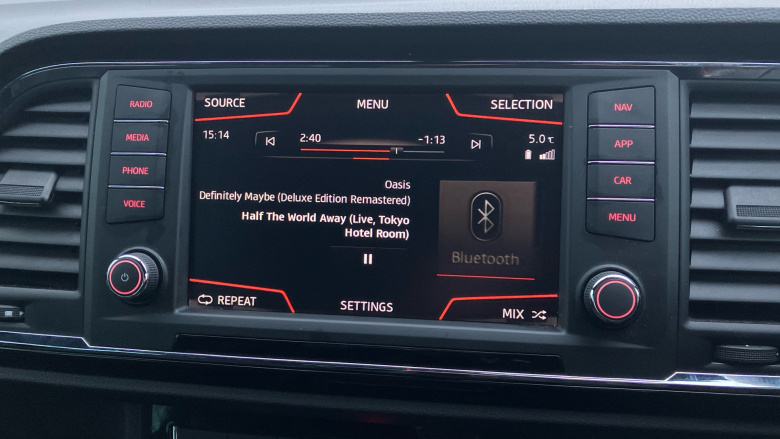 RADIO
MEDIA
PHONE
VOICE
SOURCE
MENU
SELECTION
15:14
2:40
-1:13
5.0℃
Oasis
Definitely Maybe (Deluxe Edition Remastered)
Half The World Away (Live, Tokyo
Hotel Room)
Bluetooth
REPEAT
SETTINGS
MIX
NAV
APP
CAR
MENU